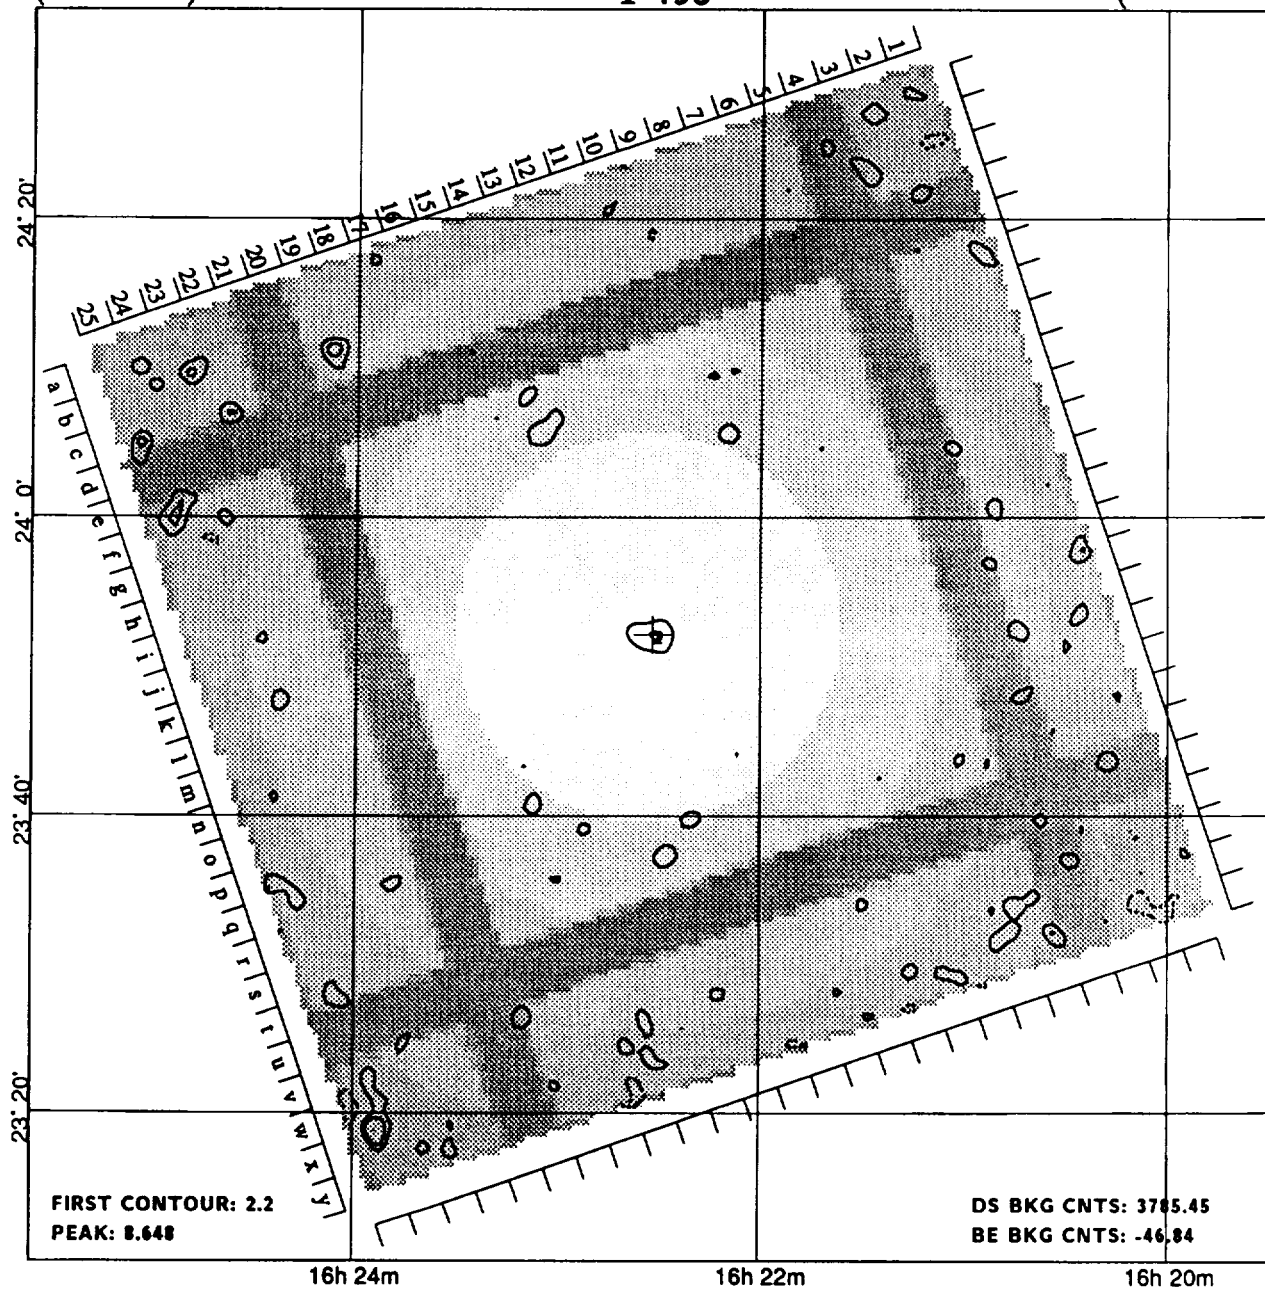 1 2 3 4 5 6 7 8 9 10 11 12 13 14 15 16 17 18 19 20 21 22 23 24 25
24° 20'
24° 0'
23° 40'
23° 20'
a b c d e f g h i j k l m n o p q r s t u v w x y
FIRST CONTOUR: 2.2
PEAK: 8.648
DS BKG CNTS: 3785.45
BE BKG CNTS: -46.84
16h 24m 16h 22m 16h 20m